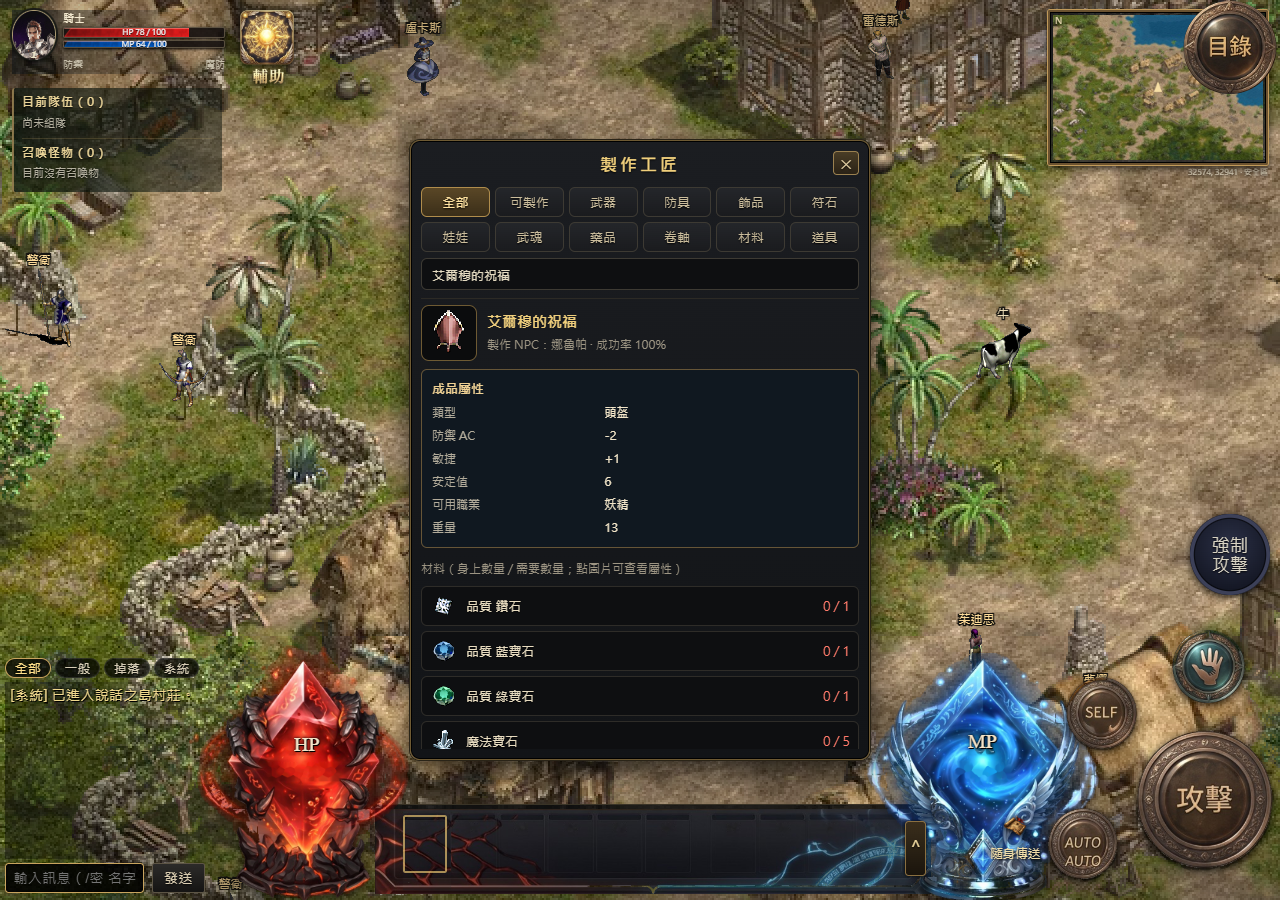 騎士
HP 78 / 100
MP 64 / 100
防禦 魔防
輔助
目前隊伍 ( 0 )
尚未組隊
召喚怪物 ( 0 )
目前沒有召喚物
盧卡斯
雷德斯
N
目錄
32574, 32941 · 安全區
警衛
警衛
牛
製作工匠
×
全部 可製作 武器 防具 飾品 符石
娃娃 武魂 藥品 卷軸 材料 道具
艾爾穆的祝福
艾爾穆的祝福
製作 NPC：娜魯帕 · 成功率 100%
成品屬性
類型 頭盔
防禦 AC -2
敏捷 +1
安定值 6
可用職業 妖精
重量 13
材料 ( 身上數量 / 需要數量；點圖片可查看屬性 )
品質 鑽石 0 / 1
品質 藍寶石 0 / 1
品質 綠寶石 0 / 1
魔法寶石 0 / 5
強制
攻擊
茱迪思
SELF
攻擊
AUTO
AUTO
全部 一般 掉落 系統
[系統] 已進入說話之島村莊。
HP
MP
隨身傳送
^
輸入訊息 ( /密 名字
發送
警衛